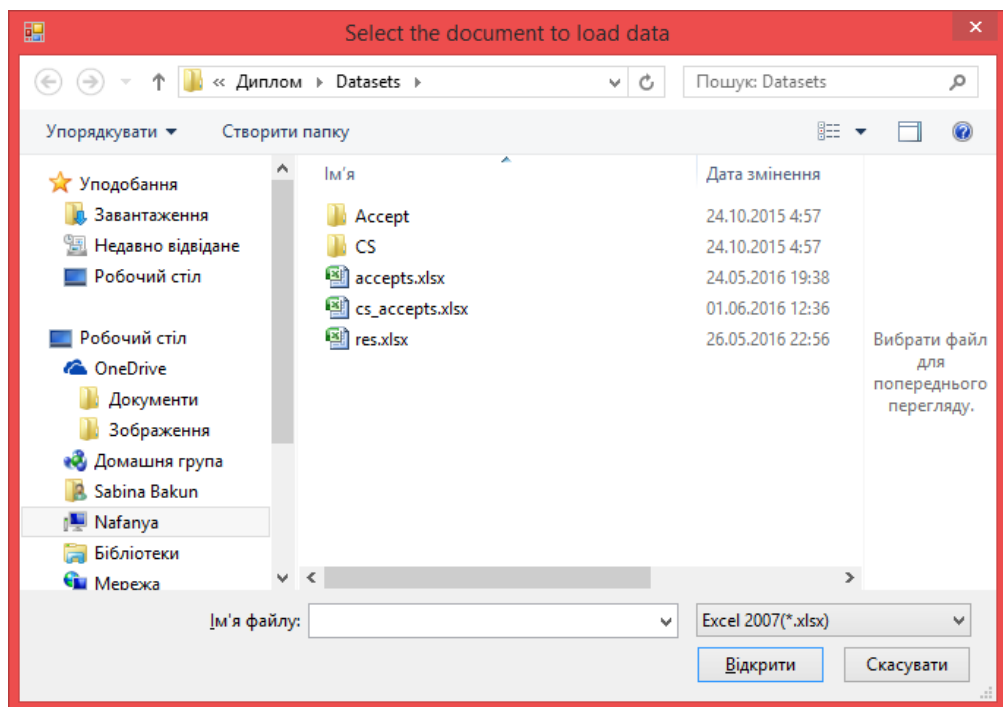 Select the document to load data
« Диплом Datasets
Пошук: Datasets
Упорядкувати Створити папку
Уподобання
Завантаження
Недавно відвідане
Робочий стіл
Робочий стіл
OneDrive
Документи
Зображення
Домашня група
Sabina Bakun
Nafanya
Бібліотеки
Мережа
Ім'я Дата змінення
Accept 24.10.2015 4:57
CS 24.10.2015 4:57
accepts.xlsx 24.05.2016 19:38
cs_accepts.xlsx 01.06.2016 12:36
res.xlsx 26.05.2016 22:56
Вибрати файл
для
попереднього
перегляду.
Ім'я файлу:
Excel 2007(*.xlsx)
Відкрити Скасувати